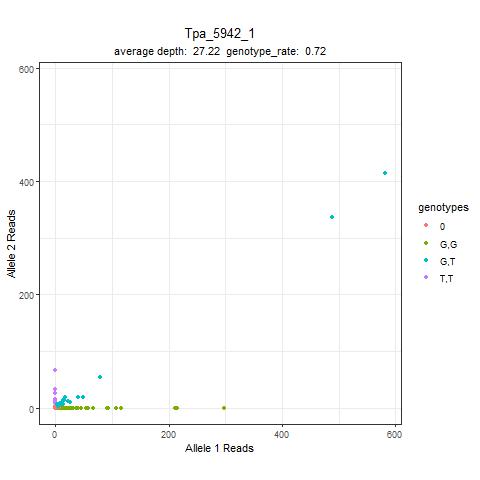 Tpa_5942_1
average depth: 27.22 genotype_rate: 0.72
600
400
200
0
Allele 2 Reads
0 200 400 600
Allele 1 Reads
genotypes
0
G,G
G,T
T,T